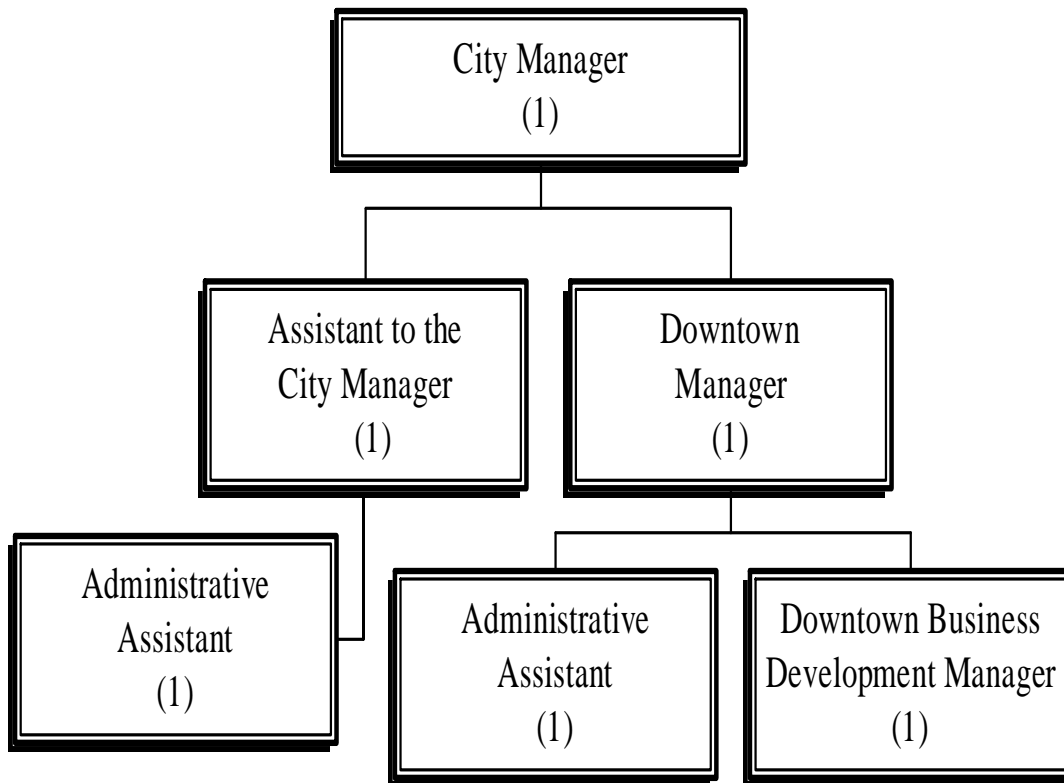 City Manager
(1)
Assistant to the
City Manager
(1)
Downtown
Manager
(1)
Administrative
Assistant
(1)
Administrative
Assistant
(1)
Downtown Business
Development Manager
(1)